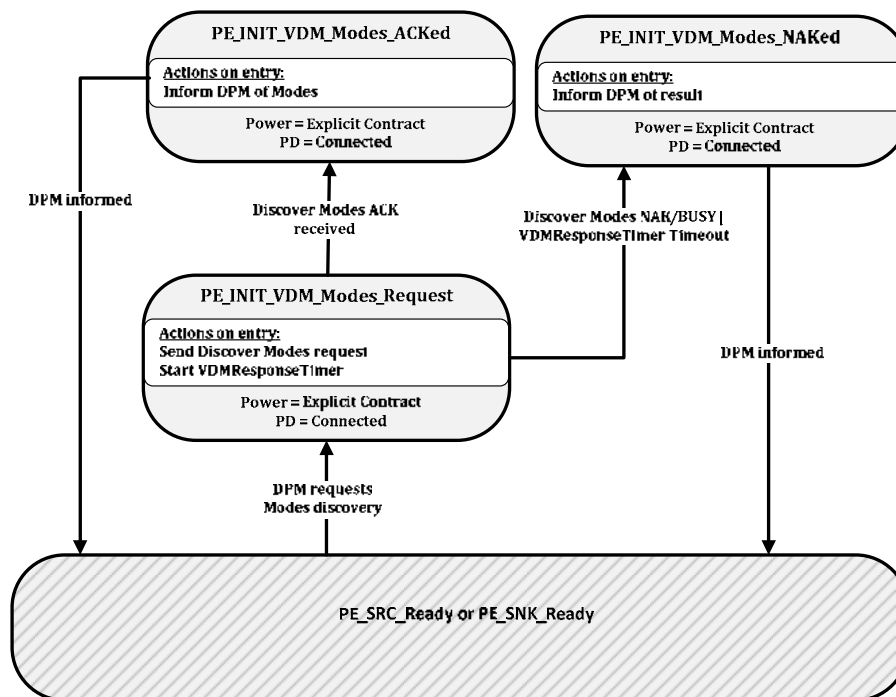 PE_INIT_VDM_Modes_ACKed
Actions on entry:
Inform DPM of Modes
Power = Explicit Contract
PD = Connected
PE_INIT_VDM_Modes_NAKed
Actions on entry:
Inform DPM of result
Power = Explicit Contract
PD = Connected
DPM informed
Discover Modes ACK
received
Discover Modes NAK/BUSY |
VDMResponseTimer Timeout
PE_INIT_VDM_Modes_Request
Actions on entry:
Send Discover Modes request
Start VDMResponseTimer
Power = Explicit Contract
PD = Connected
DPM informed
DPM requests
Modes discovery
PE_SRC_Ready or PE_SNK_Ready